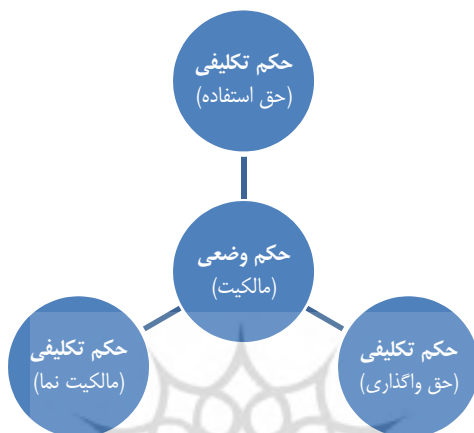 حکم تکلیفی
(حق استفاده)
حکم وضعی
(مالکیت)
حکم تکلیفی
(حق واگذاری)
حکم تکلیفی
(مالکیت نما)